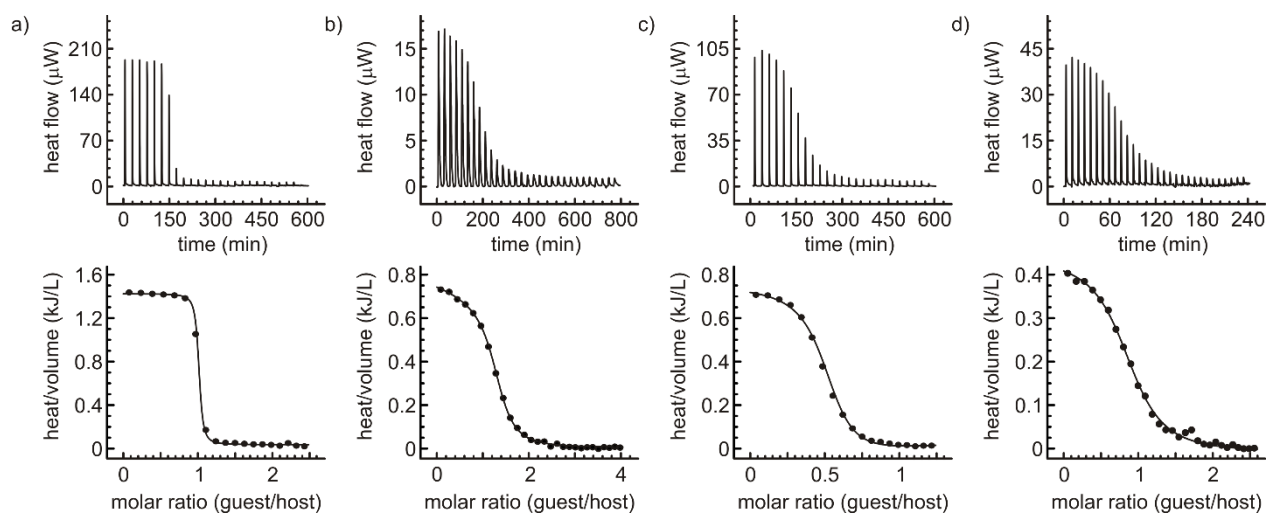 a)
heat flow (µW)
210
140
70
0
0 150 300 450 600
time (min)
heat/volume (kJ/L)
1.6
1.2
0.8
0.4
0
0 1 2
molar ratio (guest/host)
b)
heat flow (µW)
15
10
5
0
0 200 400 600 800
time (min)
heat/volume (kJ/L)
0.8
0.6
0.4
0.2
0
0 1 2 3 4
molar ratio (guest/host)
c)
heat flow (µW)
105
70
35
0
0 150 300 450 600
time (min)
heat/volume (kJ/L)
0.8
0.6
0.4
0.2
0
0 0.5 1
molar ratio (guest/host)
d)
heat flow (µW)
45
30
15
0
0 60 120 180 240
time (min)
heat/volume (kJ/L)
0.4
0.3
0.2
0.1
0
0 1 2
molar ratio (guest/host)